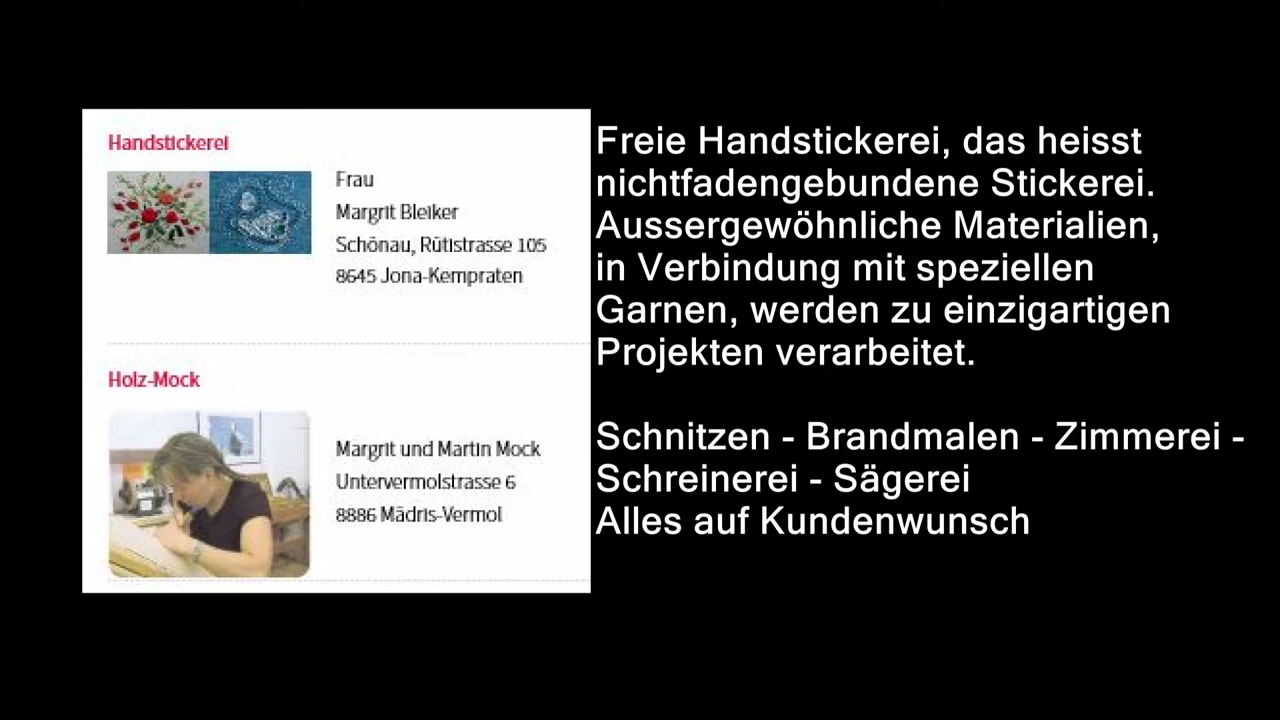 Handstickerei
Frau
Margrit Bleiker
Schönau, Rütistrasse 105
8645 Jona-Kempraten
Holz-Mock
Margrit und Martin Mock
Untervermolstrasse 6
8886 Mädris-Vermol
Freie Handstickerei, das heisst
nichtfadengebundene Stickerei.
Aussergewöhnliche Materialien,
in Verbindung mit speziellen
Garnen, werden zu einzigartigen
Projekten verarbeitet.
Schnitzen - Brandmalen - Zimmerei -
Schreinerei - Sägerei
Alles auf Kundenwunsch